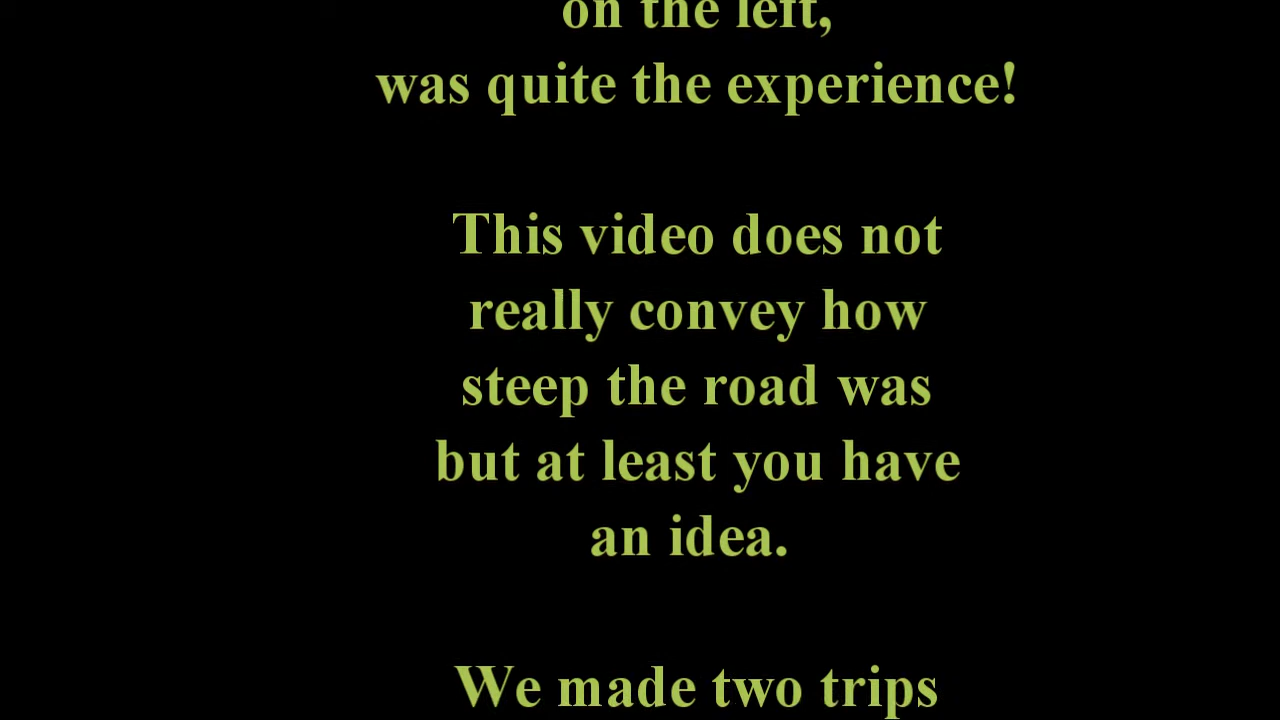 on the left,
was quite the experience!
This video does not
really convey how
steep the road was
but at least you have
an idea.
We made two trips